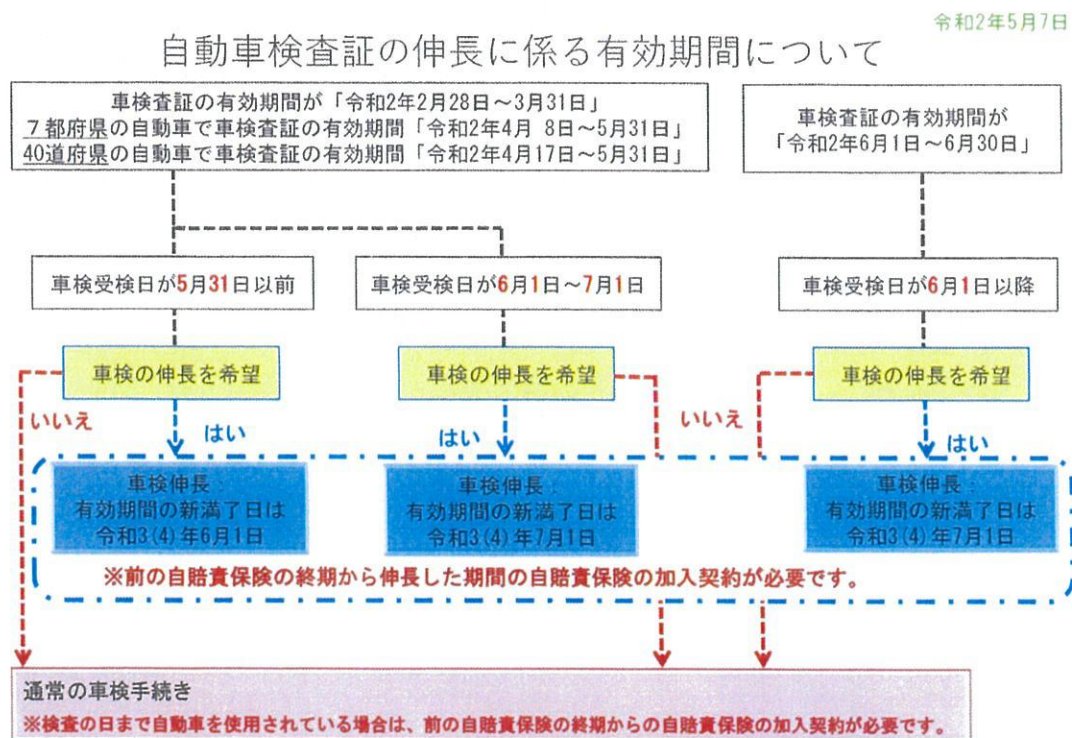 令和2年5月7日
自動車検査証の伸長に係る有効期間について
車検査証の有効期間が「令和2年2月28日～3月31日」
7都府県の自動車で車検査証の有効期間「令和2年4月 8日～5月31日」
40道府県の自動車で車検査証の有効期間「令和2年4月17日～5月31日」
車検査証の有効期間が
「令和2年6月1日～6月30日」
車検受検日が5月31日以前
車検受検日が6月1日～7月1日
車検受検日が6月1日以降
車検の伸長を希望
車検の伸長を希望
車検の伸長を希望
いいえ
はい
はい
いいえ
はい
車検伸長：
有効期間の新満了日は
令和3(4)年6月1日
車検伸長：
有効期間の新満了日は
令和3(4)年7月1日
車検伸長：
有効期間の新満了日は
令和3(4)年7月1日
※前の自賠責保険の終期から伸長した期間の自賠責保険の加入契約が必要です。
通常の車検手続き
※検査の日まで自動車を使用されている場合は、前の自賠責保険の終期からの自賠責保険の加入契約が必要です。